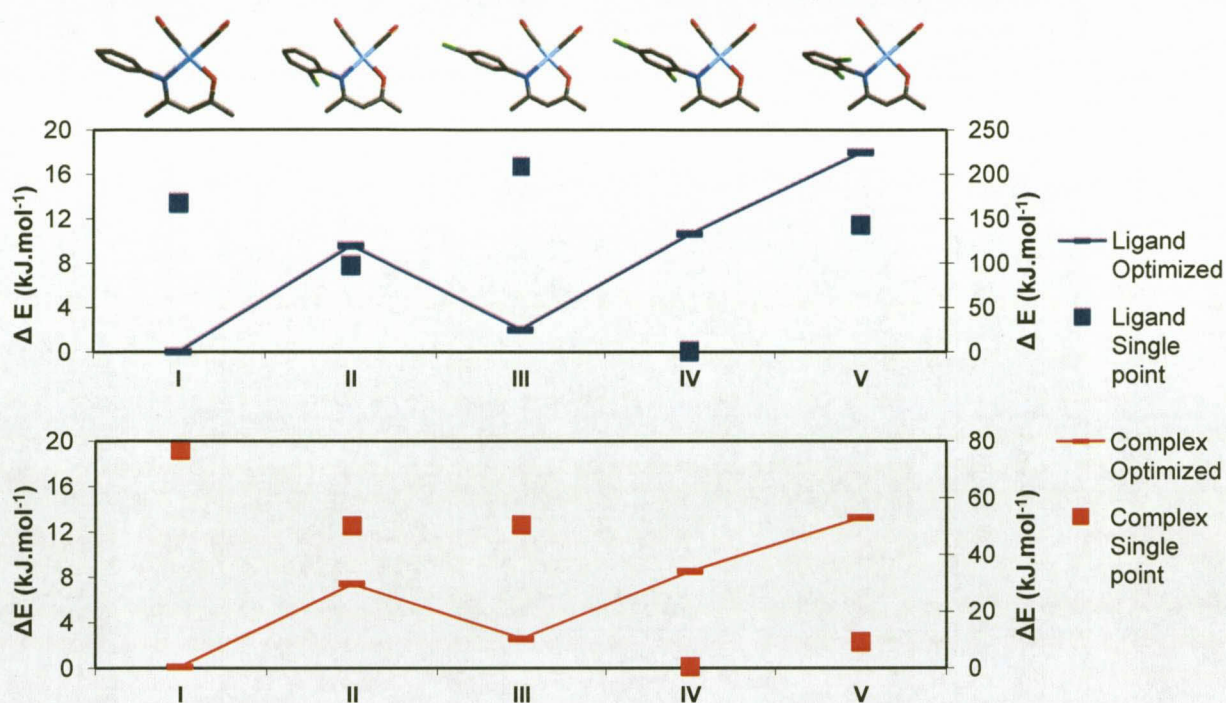 20
16
12
8
4
0
Δ E (kJ.mol⁻¹)
250
200
150
100
50
0
Δ E (kJ.mol⁻¹)
I II III IV V
Ligand
Optimized
Ligand
Single
point
20
16
12
8
4
0
ΔE (kJ.mol⁻¹)
80
60
40
20
0
ΔE (kJ.mol⁻¹)
I II III IV V
Complex
Optimized
Complex
Single
point